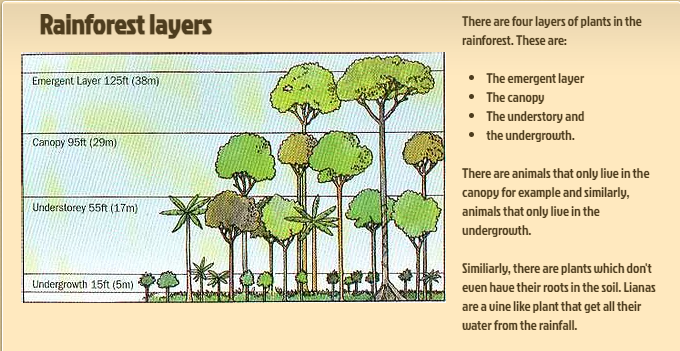 Rainforest layers
Emergent Layer 125ft (38m)
Canopy 95ft (29m)
Understorey 55ft (17m)
Undergrowth 15ft (5m)
There are four layers of plants in the
rainforest. These are:
• The emergent layer
• The canopy
• The understory and
• the undergrowth.
There are animals that only live in the
canopy for example and similarly,
animals that only live in the
undergrowth.
Similiarly, there are plants which don't
even have their roots in the soil. Lianas
are a vine like plant that get all their
water from the rainfall.